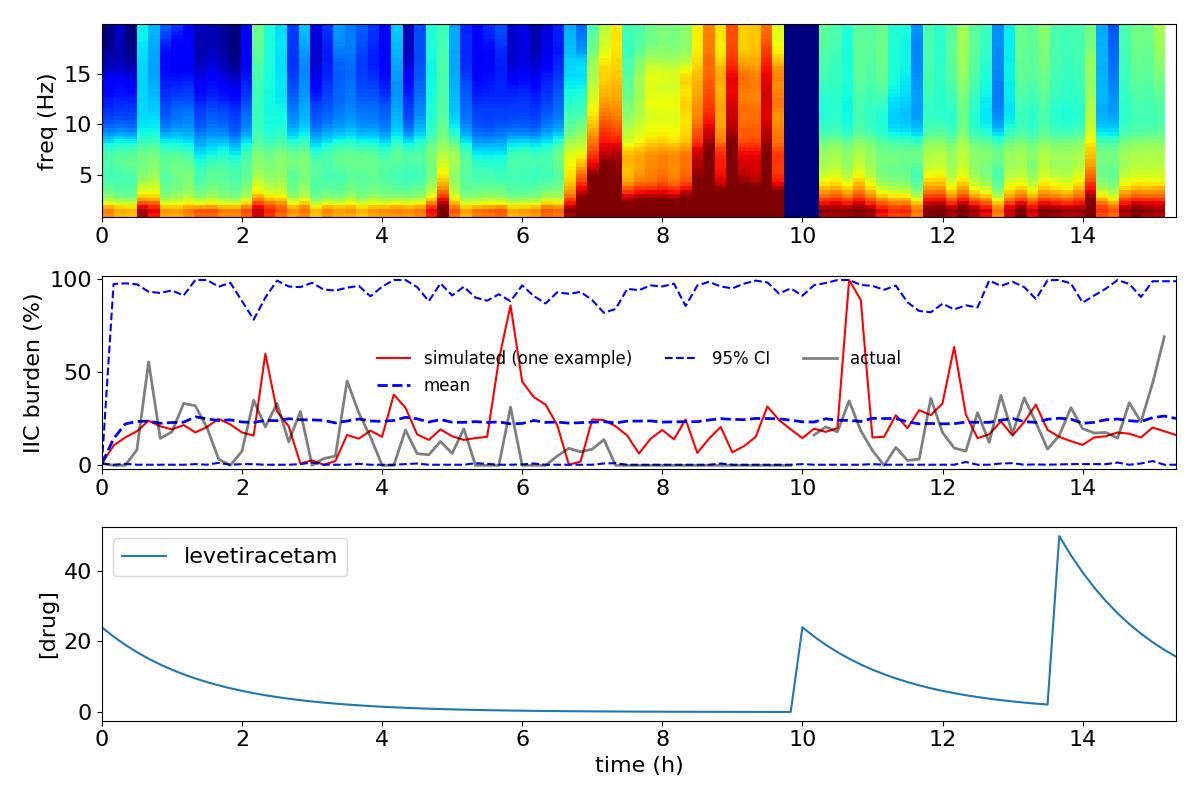 freq (Hz)
15
10
5
0 2 4 6 8 10 12 14
IIC burden (%)
100
50
0
simulated (one example) 95% CI actual
mean
0 2 4 6 8 10 12 14
[drug]
levetiracetam
40
20
0
0 2 4 6 8 10 12 14
time (h)